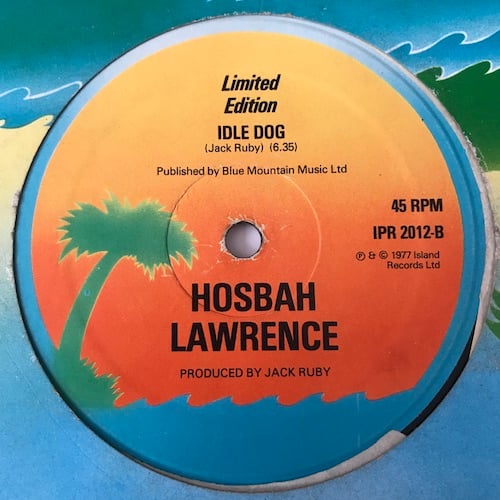 Limited
Edition
IDLE DOG
(Jack Ruby) (6.35)
Published by Blue Mountain Music Ltd
45 RPM
IPR 2012-B
℗ & © 1977 Island
Records Ltd
HOSBAH
LAWRENCE
PRODUCED BY JACK RUBY